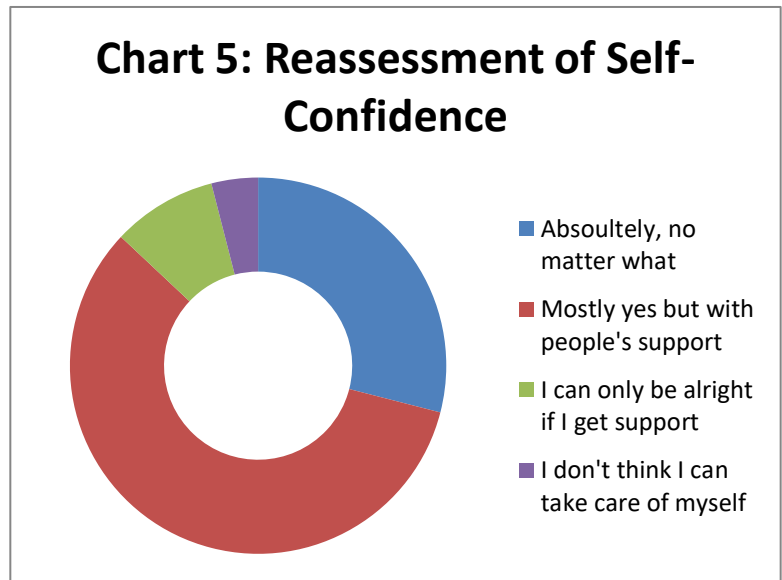 Chart 5: Reassessment of Self-
Confidence
Absoultely, no
matter what
Mostly yes but with
people's support
I can only be alright
if I get support
I don't think I can
take care of myself